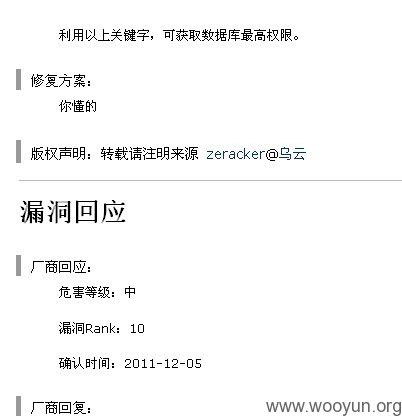 利用以上关键字，可获取数据库最高权限。
修复方案：
你懂的
版权声明：转载请注明来源 zeracker@乌云
漏洞回应
厂商回应：
危害等级：中
漏洞Rank：10
确认时间：2011-12-05
厂商回复：
www.wooyun.org